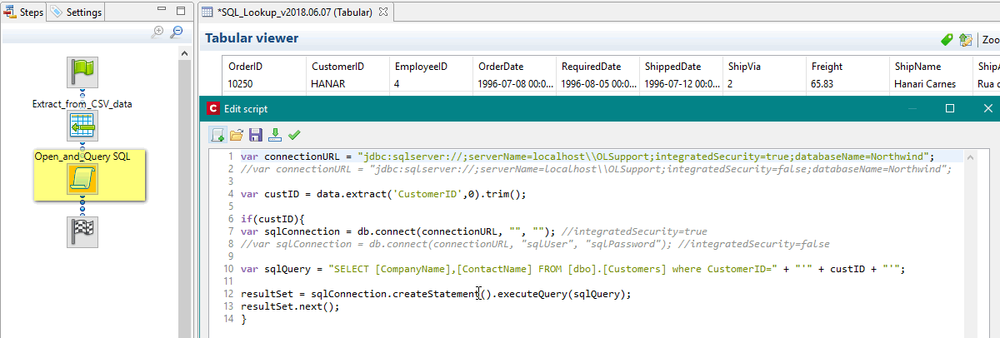 Steps Settings
*SQL_Lookup_v2018.06.07 (Tabular)
Tabular viewer
Zoo
OrderID CustomerID EmployeeID OrderDate RequiredDate ShippedDate ShipVia Freight ShipName ShipA
10250 HANAR 4 1996-07-08 00:0... 1996-08-05 00:0... 1996-07-12 00:0... 2 65.83 Hanari Carnes Rua d
Extract_from_CSV_data
Open_and_Query SQL
C Edit script
1 var connectionURL = "jdbc:sqlserver://;serverName=localhost\\OLSupport;integratedSecurity=true;databaseName=Northwind";
2 //var connectionURL = "jdbc:sqlserver://;serverName=localhost\\OLSupport;integratedSecurity=false;databaseName=Northwind";
3
4 var custID = data.extract('CustomerID',0).trim();
5
6 if(custID){
7 var sqlConnection = db.connect(connectionURL, "", ""); //integratedSecurity=true
8 //var sqlConnection = db.connect(connectionURL, "sqlUser", "sqlPassword"); //integratedSecurity=false
9
10 var sqlQuery = "SELECT [CompanyName],[ContactName] FROM [dbo].[Customers] where CustomerID=" + "'" + custID + "'";
11
12 resultSet = sqlConnection.createStatement().executeQuery(sqlQuery);
13 resultSet.next();
14 }